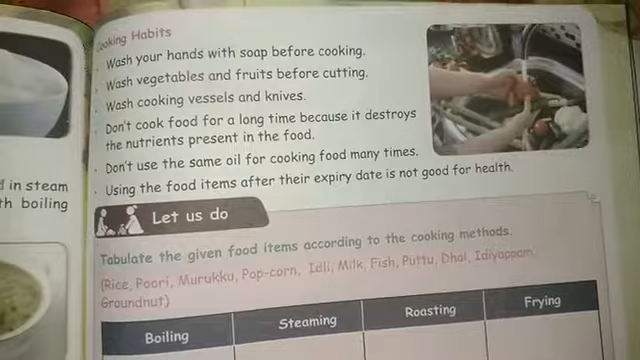 d in steam
th boiling
Cooking Habits
• Wash your hands with soap before cooking.
• Wash vegetables and fruits before cutting.
• Wash cooking vessels and knives.
• Don't cook food for a long time because it destroys
the nutrients present in the food.
• Don't use the same oil for cooking food many times.
• Using the food items after their expiry date is not good for health.
Let us do
Tabulate the given food items according to the cooking methods.
(Rice, Poori, Murukku, Pop-corn, Idli, Milk, Fish, Puttu, Dhal, Idiyappam,
Groundnut)
Boiling Steaming Roasting Frying